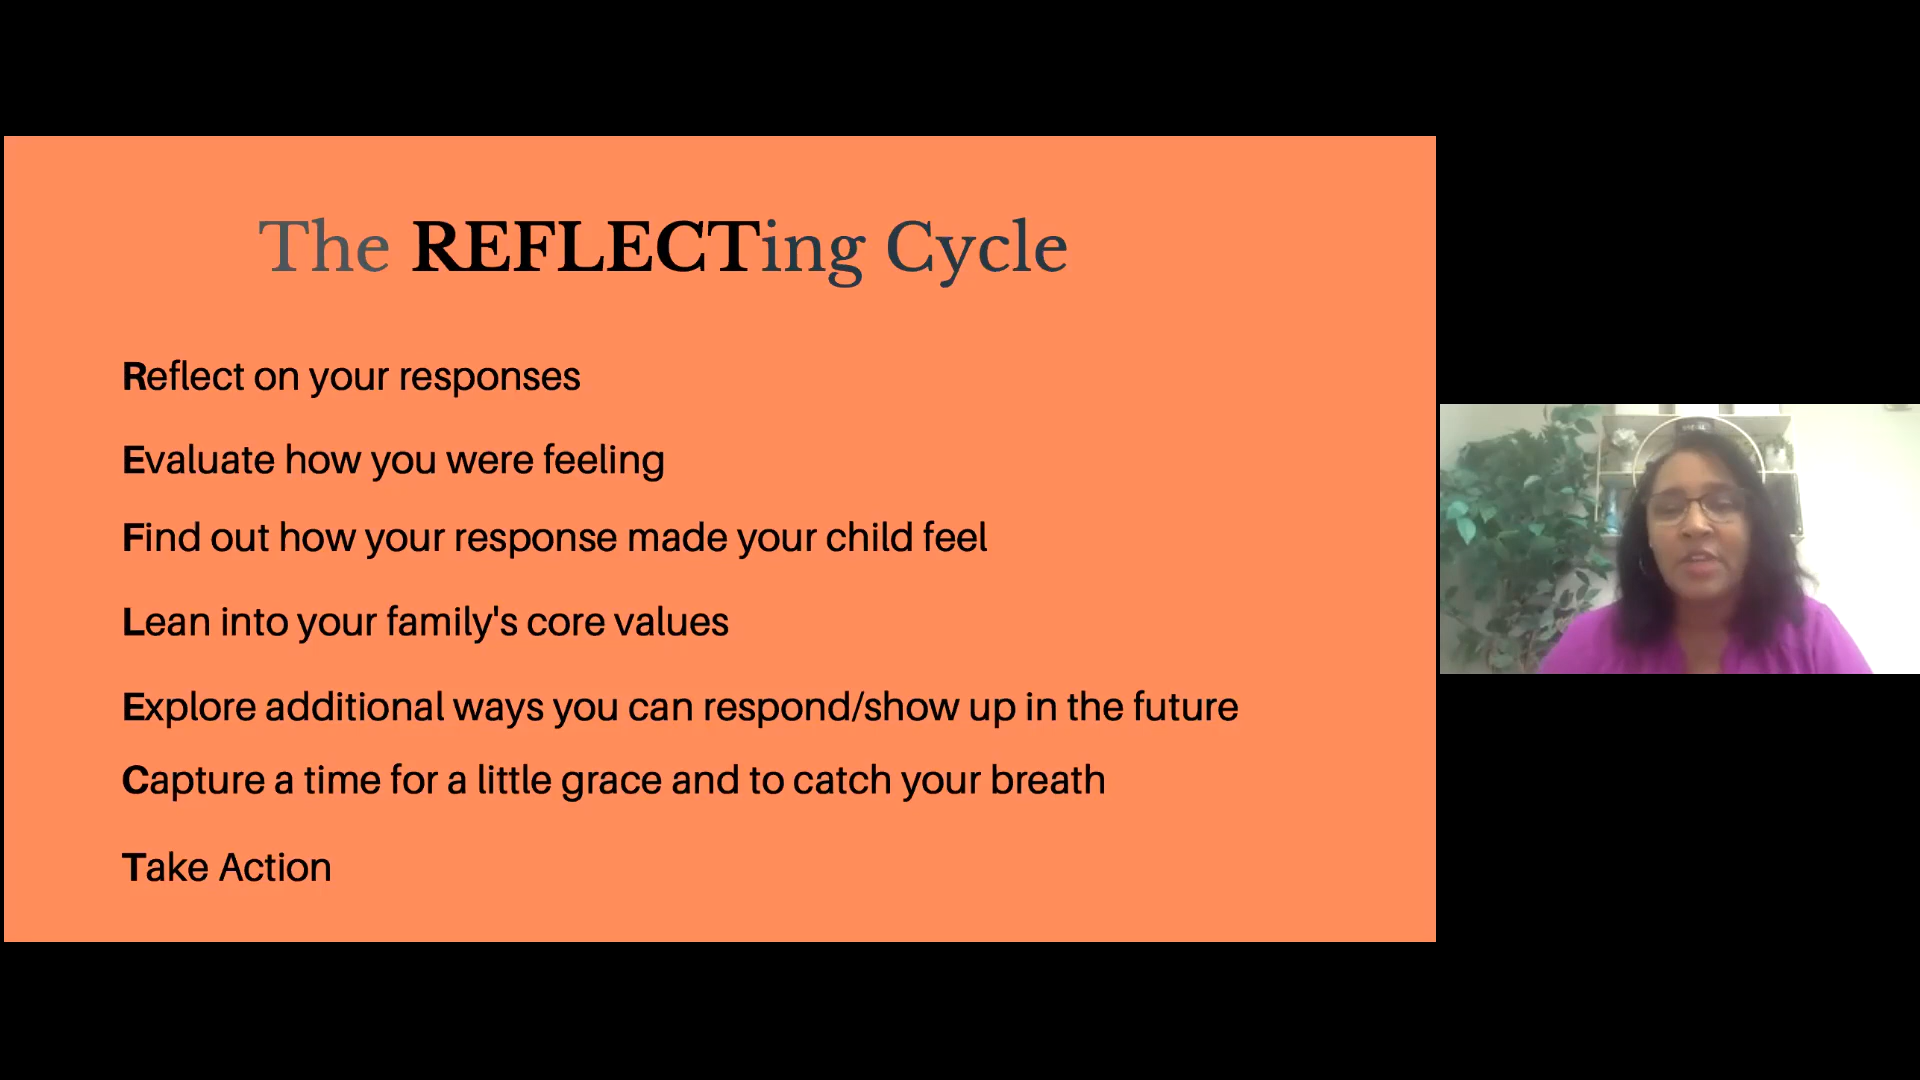 The REFLECTing Cycle
Reflect on your responses
Evaluate how you were feeling
Find out how your response made your child feel
Lean into your family's core values
Explore additional ways you can respond/show up in the future
Capture a time for a little grace and to catch your breath
Take Action